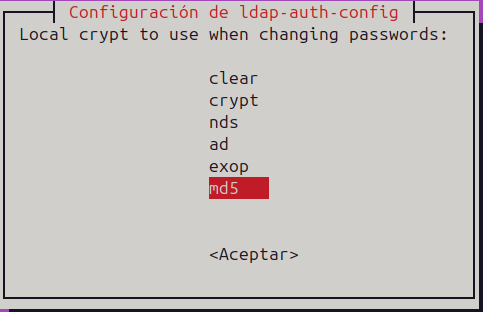 Configuración de ldap-auth-config
Local crypt to use when changing passwords:
clear
crypt
nds
ad
exop
md5
<Aceptar>